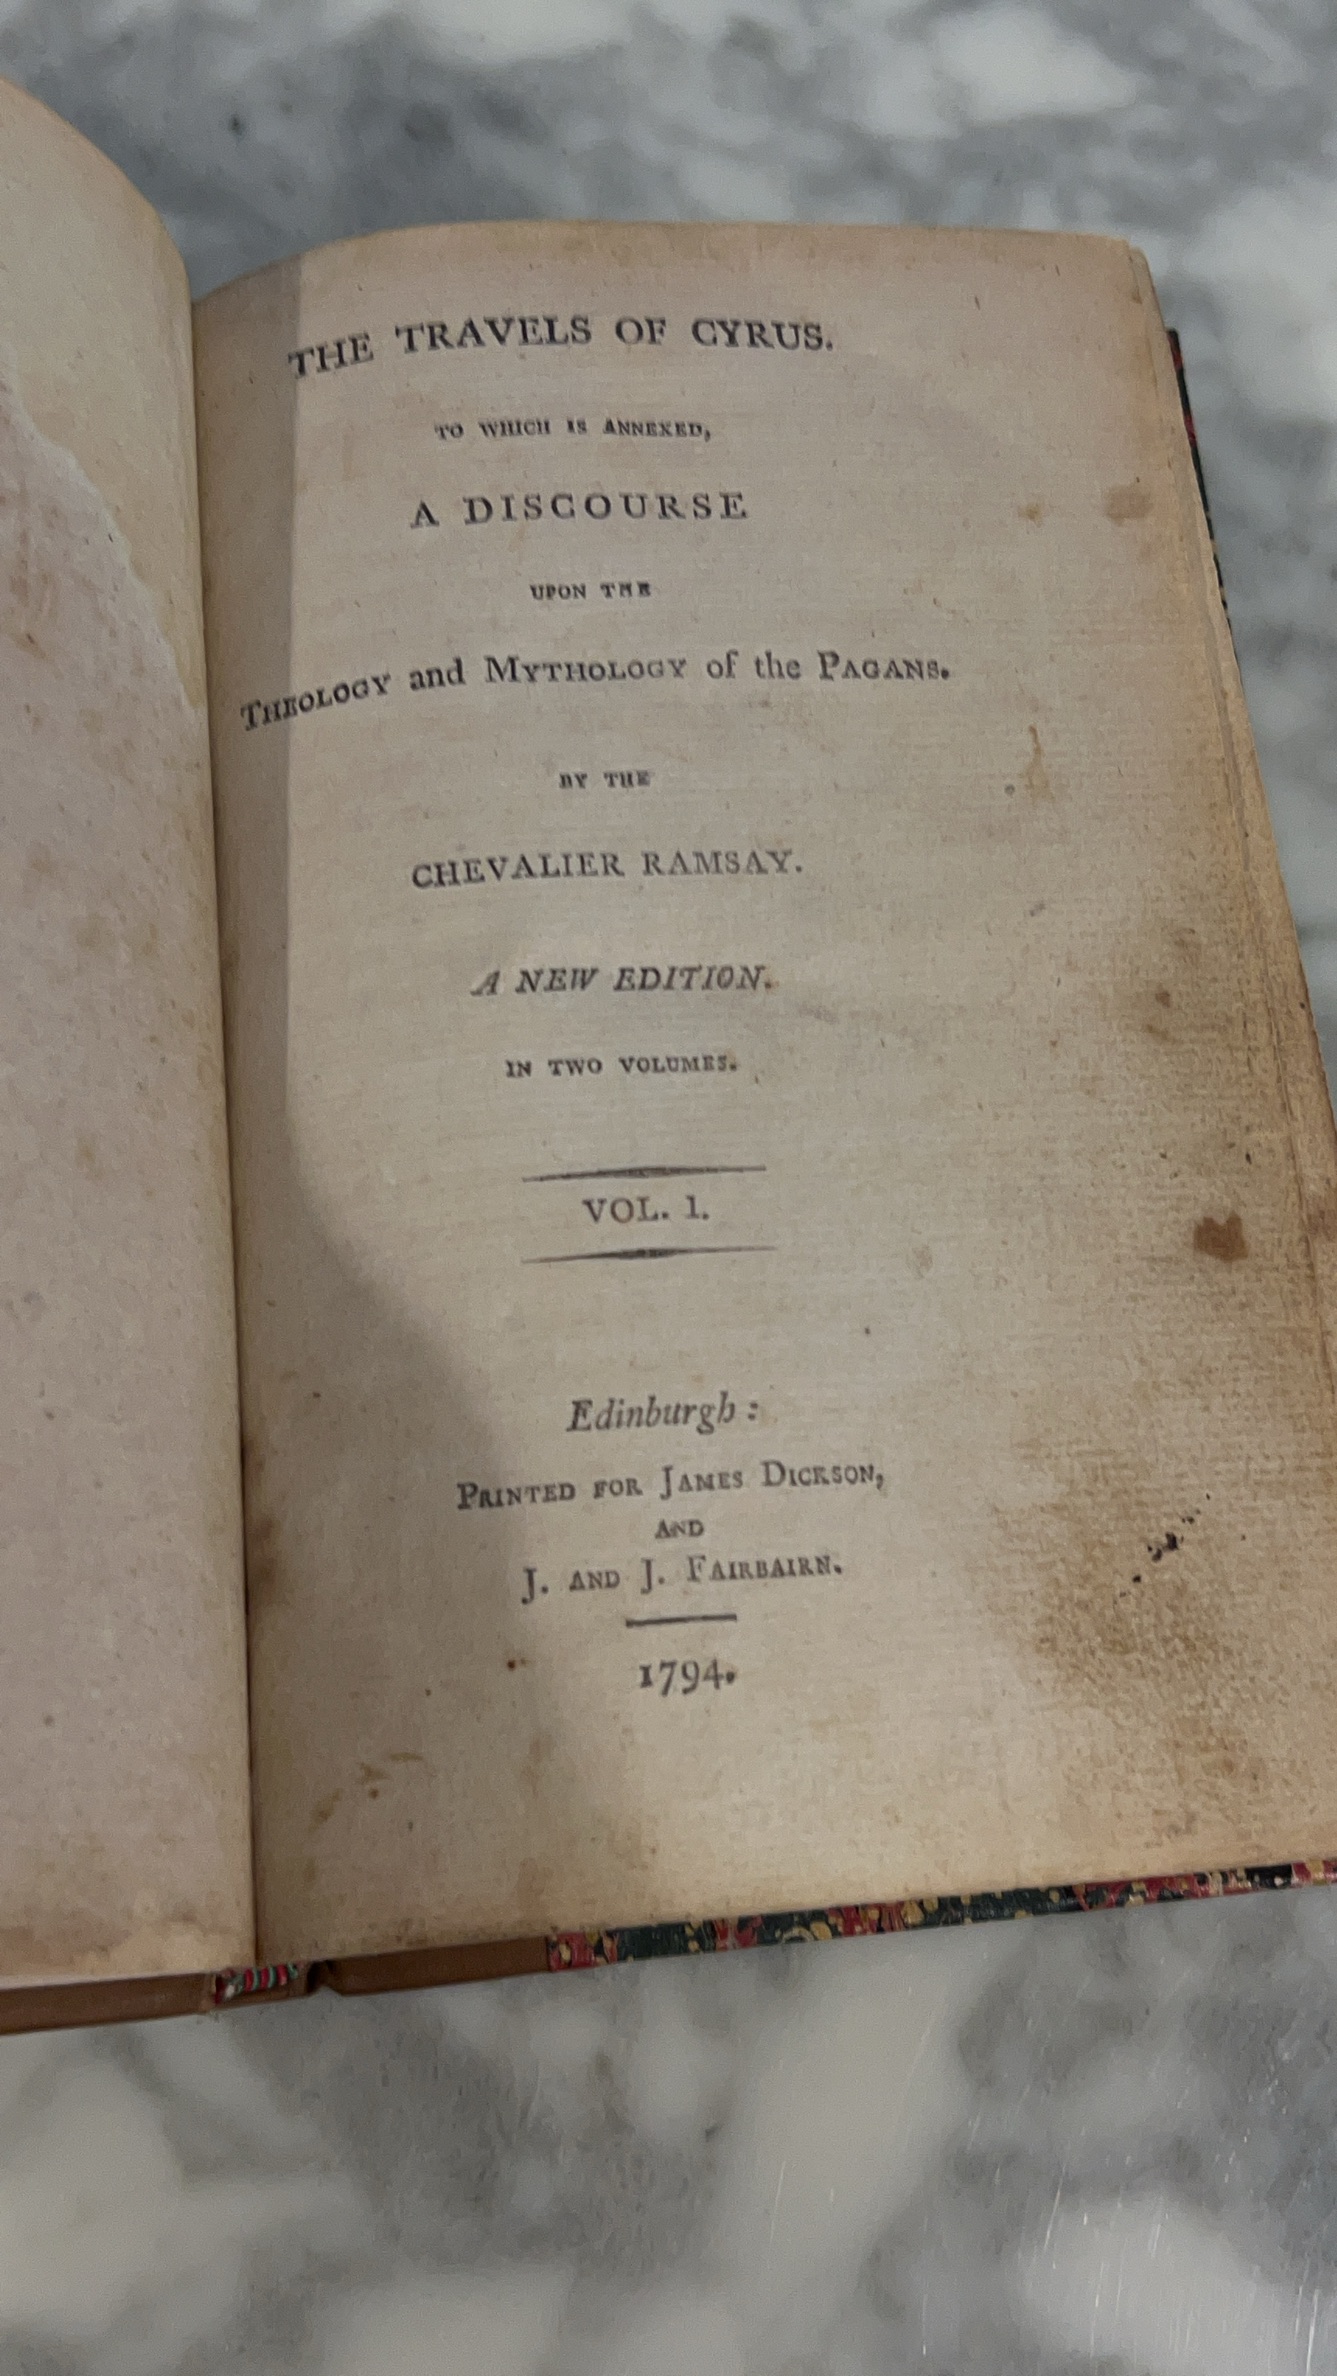 THE TRAVELS OF CYRUS.
TO WHICH IS ANNEXED,
A DISCOURSE
UPON THE
THEOLOGY and MYTHOLOGY of the PAGANS.
BY THE
CHEVALIER RAMSAY.
A NEW EDITION.
IN TWO VOLUMES.
VOL. I.
Edinburgh:
PRINTED FOR JAMES DICKSON,
AND
J. AND J. FAIRBAIRN.
1794.